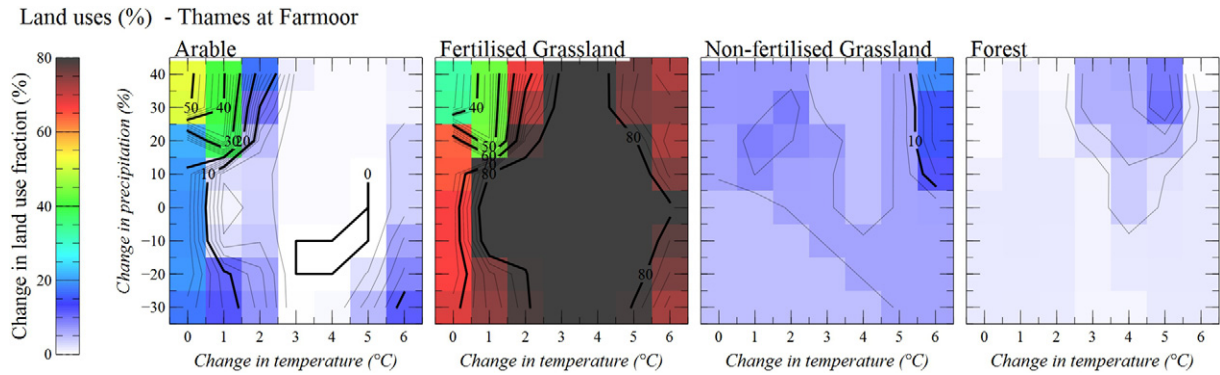 Land uses (%) - Thames at Farmoor
Arable
Fertilised Grassland
Non-fertilised Grassland
Forest
Change in land use fraction (%)
80
60
40
20
0
Change in precipitation (%)
40
30
20
10
0
−10
−20
−30
50
40
30
20
10
0
40
50
60
80
80
80
10
0 1 2 3 4 5 6
0 1 2 3 4 5 6
0 1 2 3 4 5 6
0 1 2 3 4 5 6
Change in temperature (°C)
Change in temperature (°C)
Change in temperature (°C)
Change in temperature (°C)